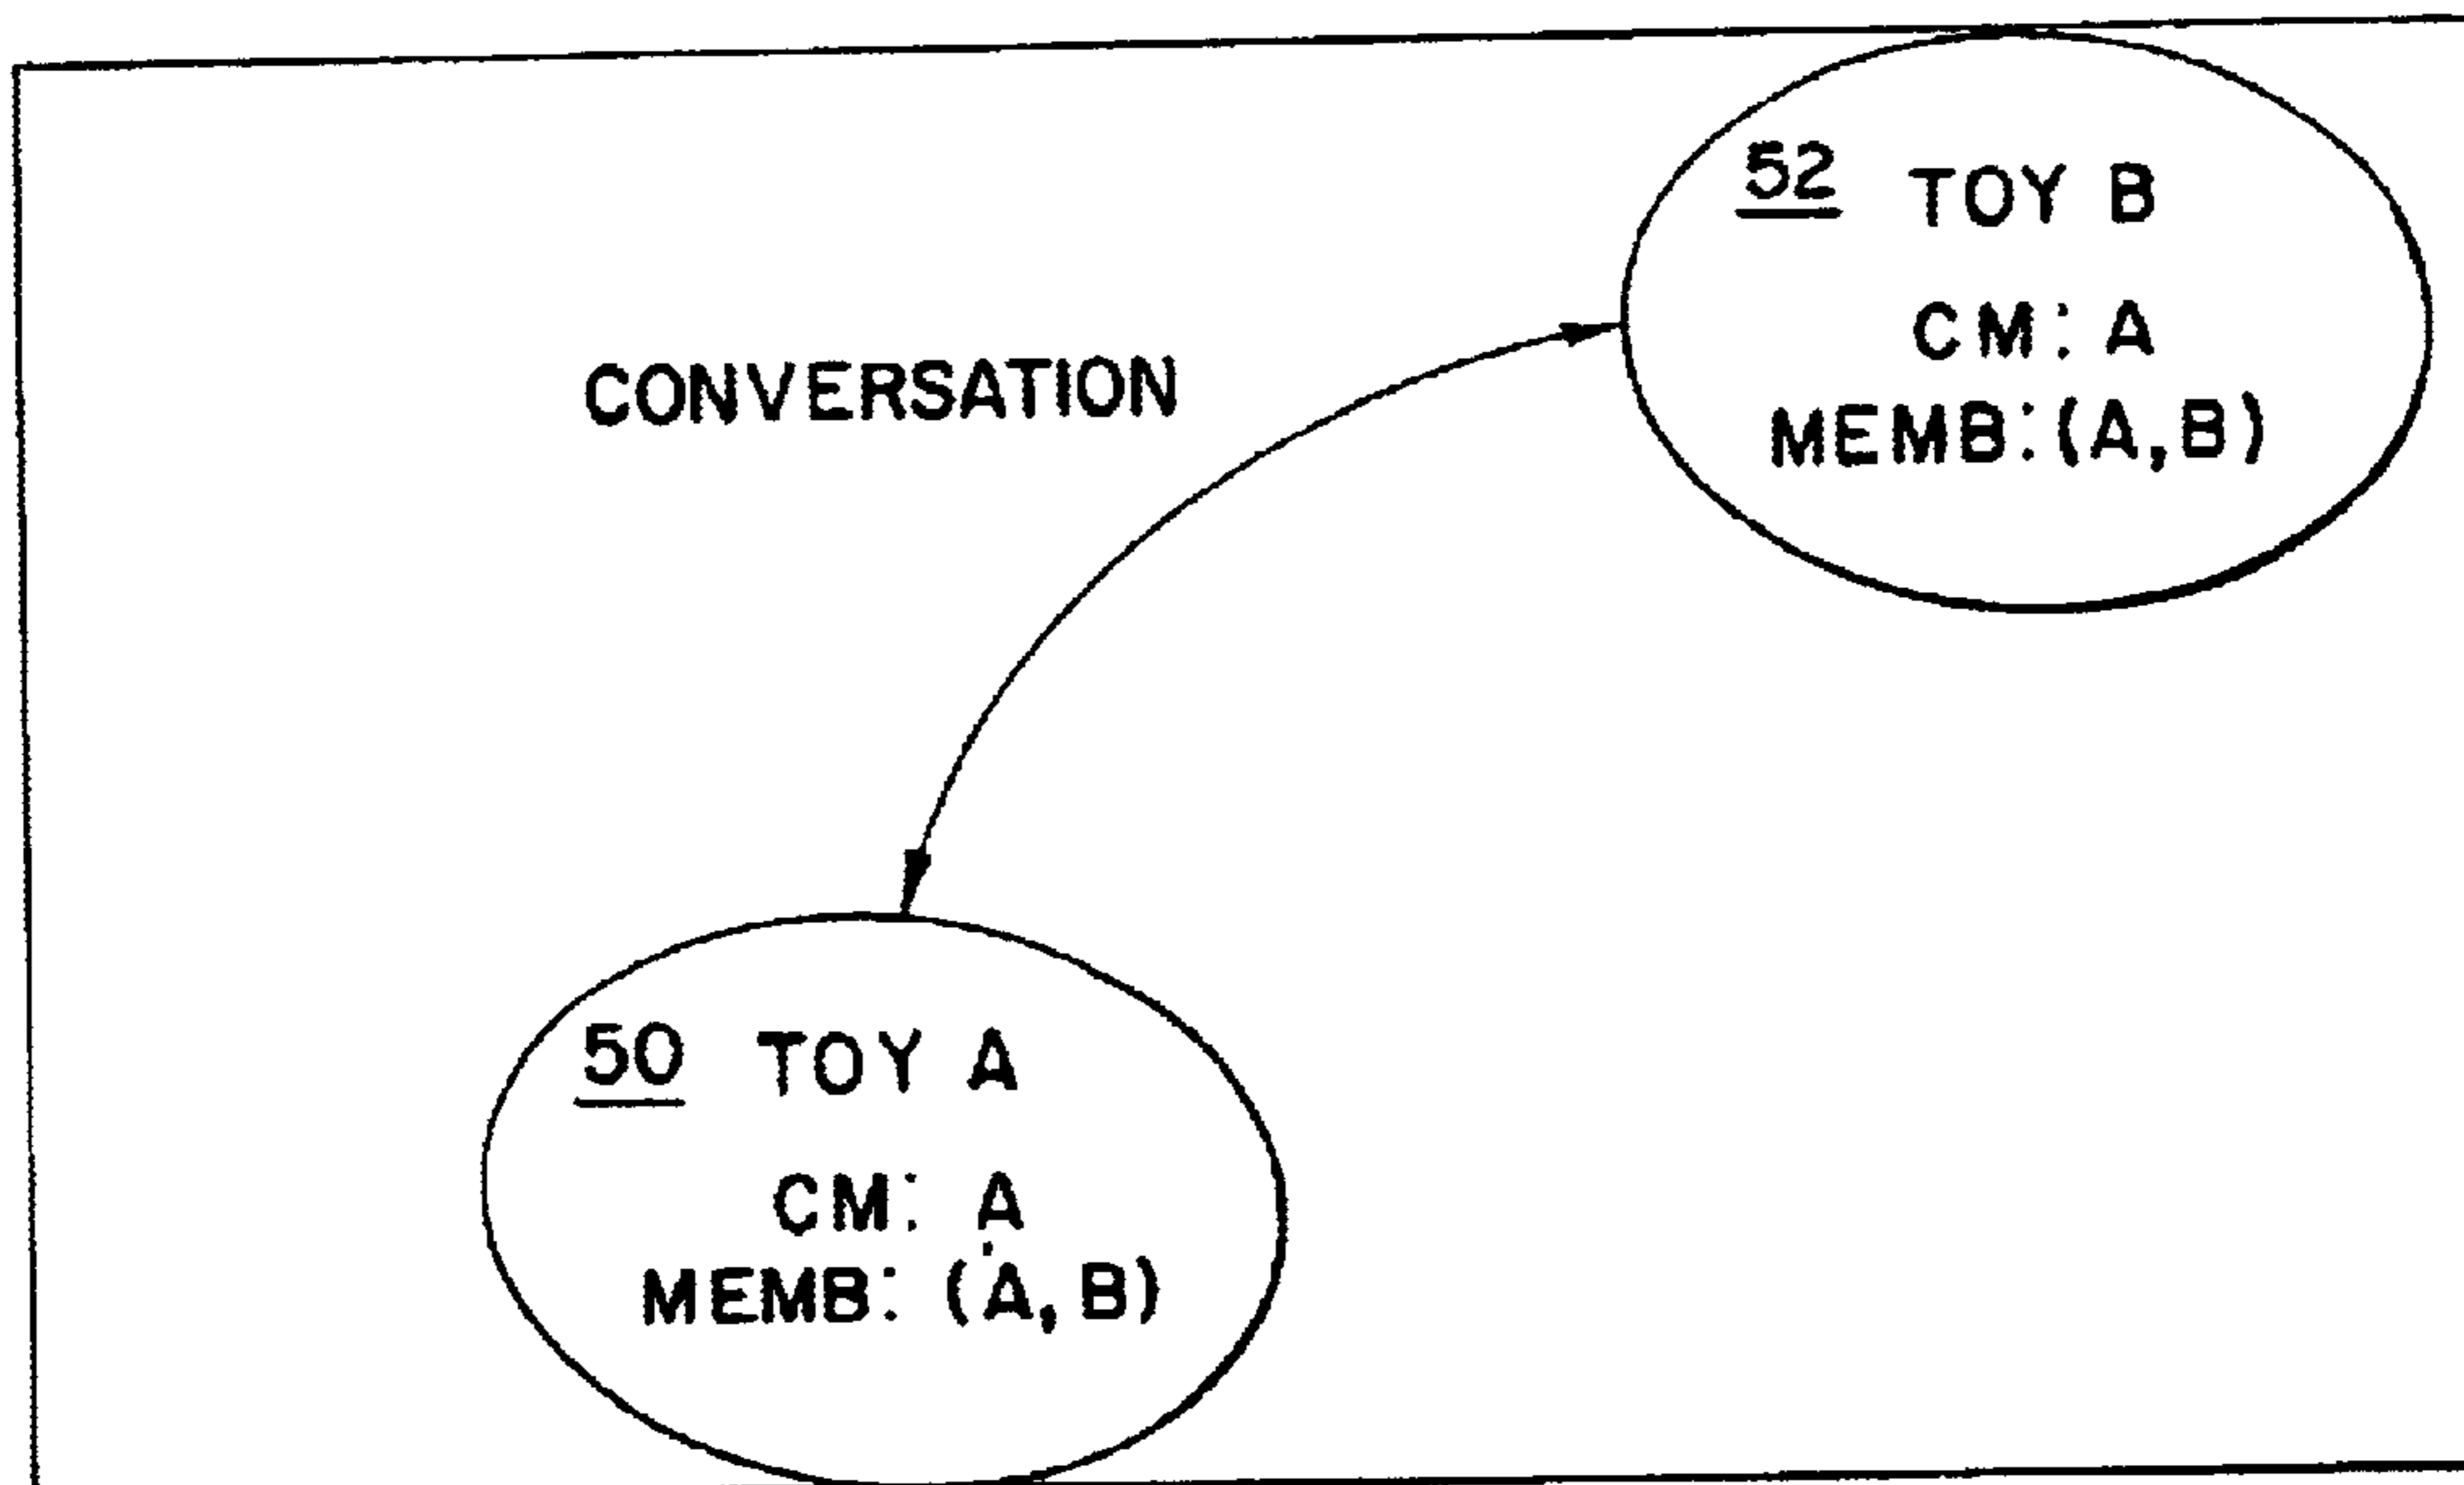 52 TOY B
CM: A
MEMB:(A,B)
CONVERSATION
50 TOY A
CM: A
MEMB: (A,B)